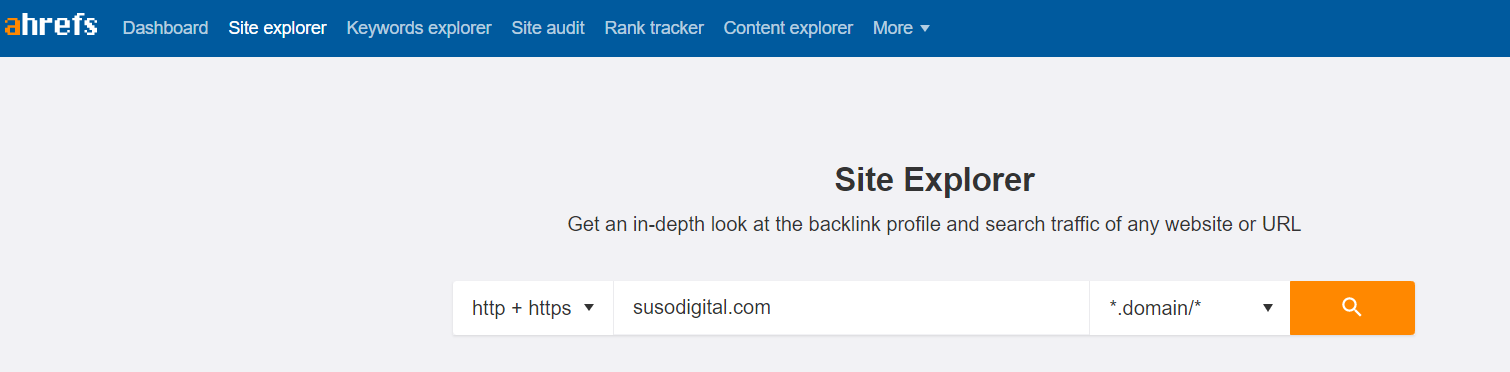 ahrefs Dashboard Site explorer Keywords explorer Site audit Rank tracker Content explorer More
Site Explorer
Get an in-depth look at the backlink profile and search traffic of any website or URL
http + https susodigital.com *.domain/*